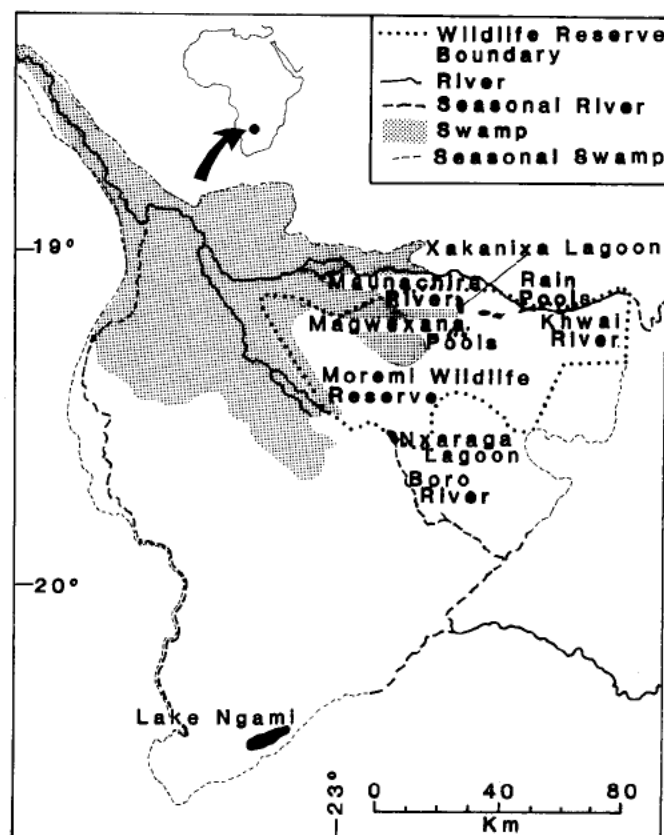 Wildlife Reserve
Boundary
River
Seasonal River
Swamp
Seasonal Swamp
19°
Xakanixa Lagoon
Maunachira
River
Rain
Pools
Magwexana
Pools
Khwai
River
Moremi Wildlife
Reserve
Nxaraga
Lagoon
Boro
River
20°
Lake Ngami
23°
0 40 80
Km